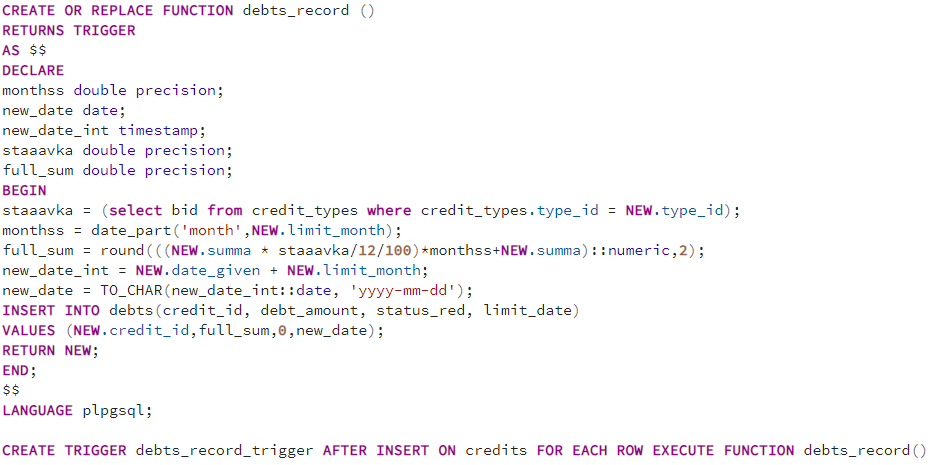 CREATE OR REPLACE FUNCTION debts_record ()
RETURNS TRIGGER
AS $$
DECLARE
monthss double precision;
new_date date;
new_date_int timestamp;
staaavka double precision;
full_sum double precision;
BEGIN
staaavka = (select bid from credit_types where credit_types.type_id = NEW.type_id);
monthss = date_part('month',NEW.limit_month);
full_sum = round(((NEW.summa * staaavka/12/100)*monthss+NEW.summa)::numeric,2);
new_date_int = NEW.date_given + NEW.limit_month;
new_date = TO_CHAR(new_date_int::date, 'yyyy-mm-dd');
INSERT INTO debts(credit_id, debt_amount, status_red, limit_date)
VALUES (NEW.credit_id,full_sum,0,new_date);
RETURN NEW;
END;
$$
LANGUAGE plpgsql;
CREATE TRIGGER debts_record_trigger AFTER INSERT ON credits FOR EACH ROW EXECUTE FUNCTION debts_record()